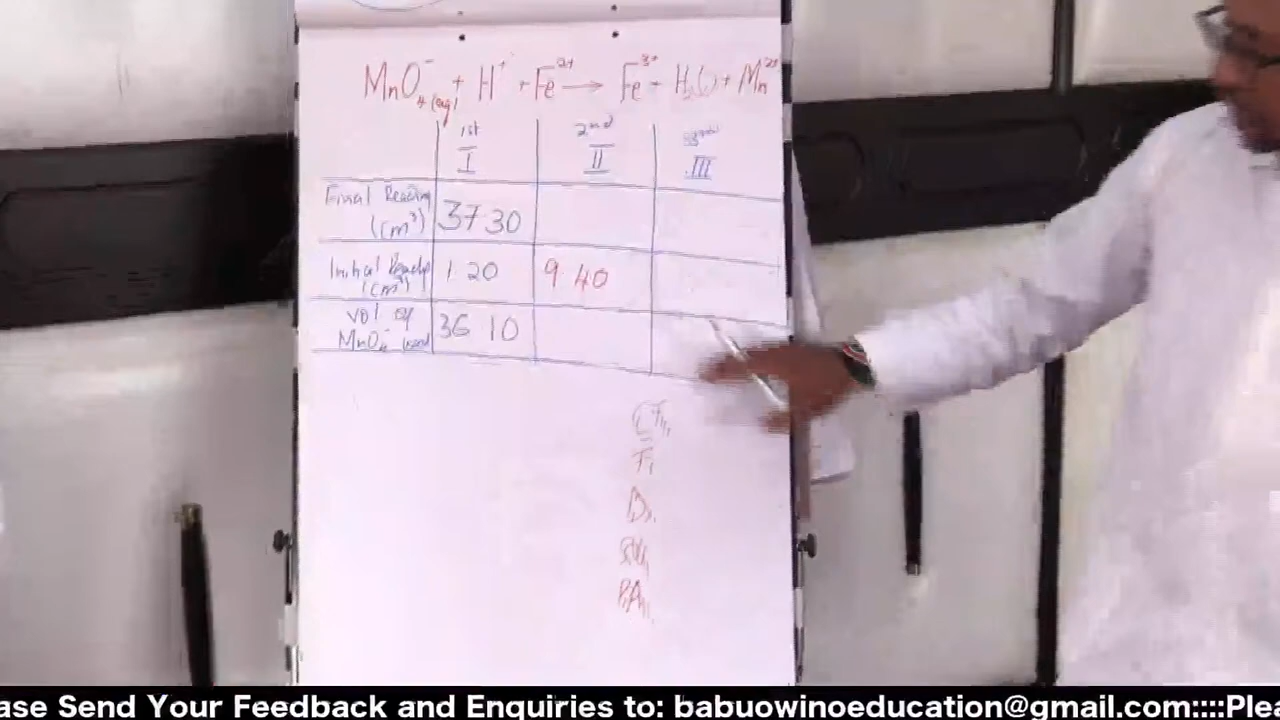 MnO₄⁻(aq) + H⁺ + Fe²⁺ → Fe³⁺ H₂O(l) + Mn²⁺
1st 2nd
I II III
Final Reading (cm³) 37 30
Initial (cm³) 1 20 9 40
Vol of MnO₄⁻ used 36 10
CT
T
D
PA
ase Send Your Feedback and Enquiries to: babuowinoeducation@gmail.com::::Plea